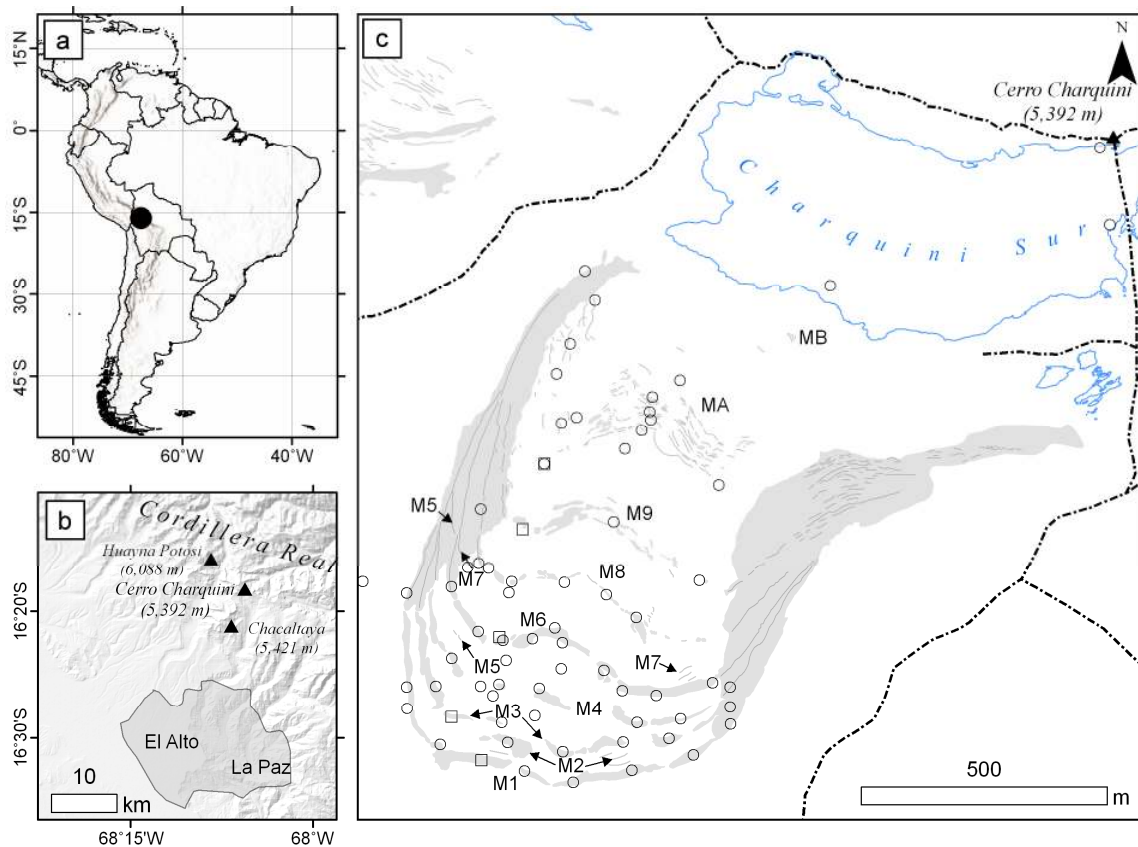 a
15°N
0°
15°S
30°S
45°S
80°W
60°W
40°W
b
Cordillera Real
Huayna Potosi
(6,088 m)
Cerro Charquini
(5,392 m)
Chacaltaya
(5,421 m)
16°20'S
16°30'S
El Alto
La Paz
10
km
68°15'W
68°W
c
N
Cerro Charquini
(5,392 m)
Charquini Sur
MB
MA
M5
M9
M7
M8
M6
M5
M7
M3
M4
M2
M1
500
m